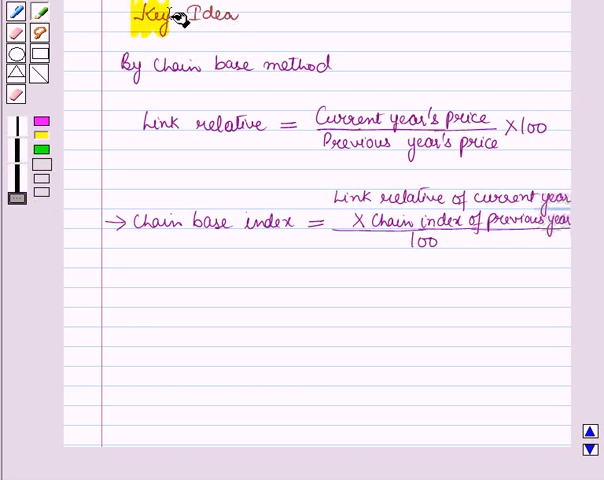 Key Idea
By Chain base method
Link relative = Current year's price / Previous year's price × 100
→ Chain base index = Link relative of current year × Chain index of previous year / 100